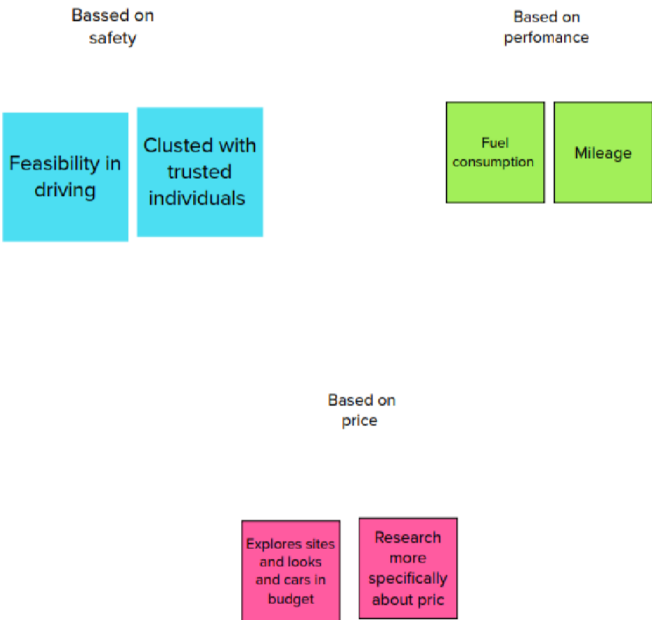 Bassed on
safety
Based on
perfomance
Feasibility in
driving
Clusted with
trusted
individuals
Fuel
consumption
Mileage
Based on
price
Explores sites
and looks
and cars in
budget
Research
more
specifically
about pric